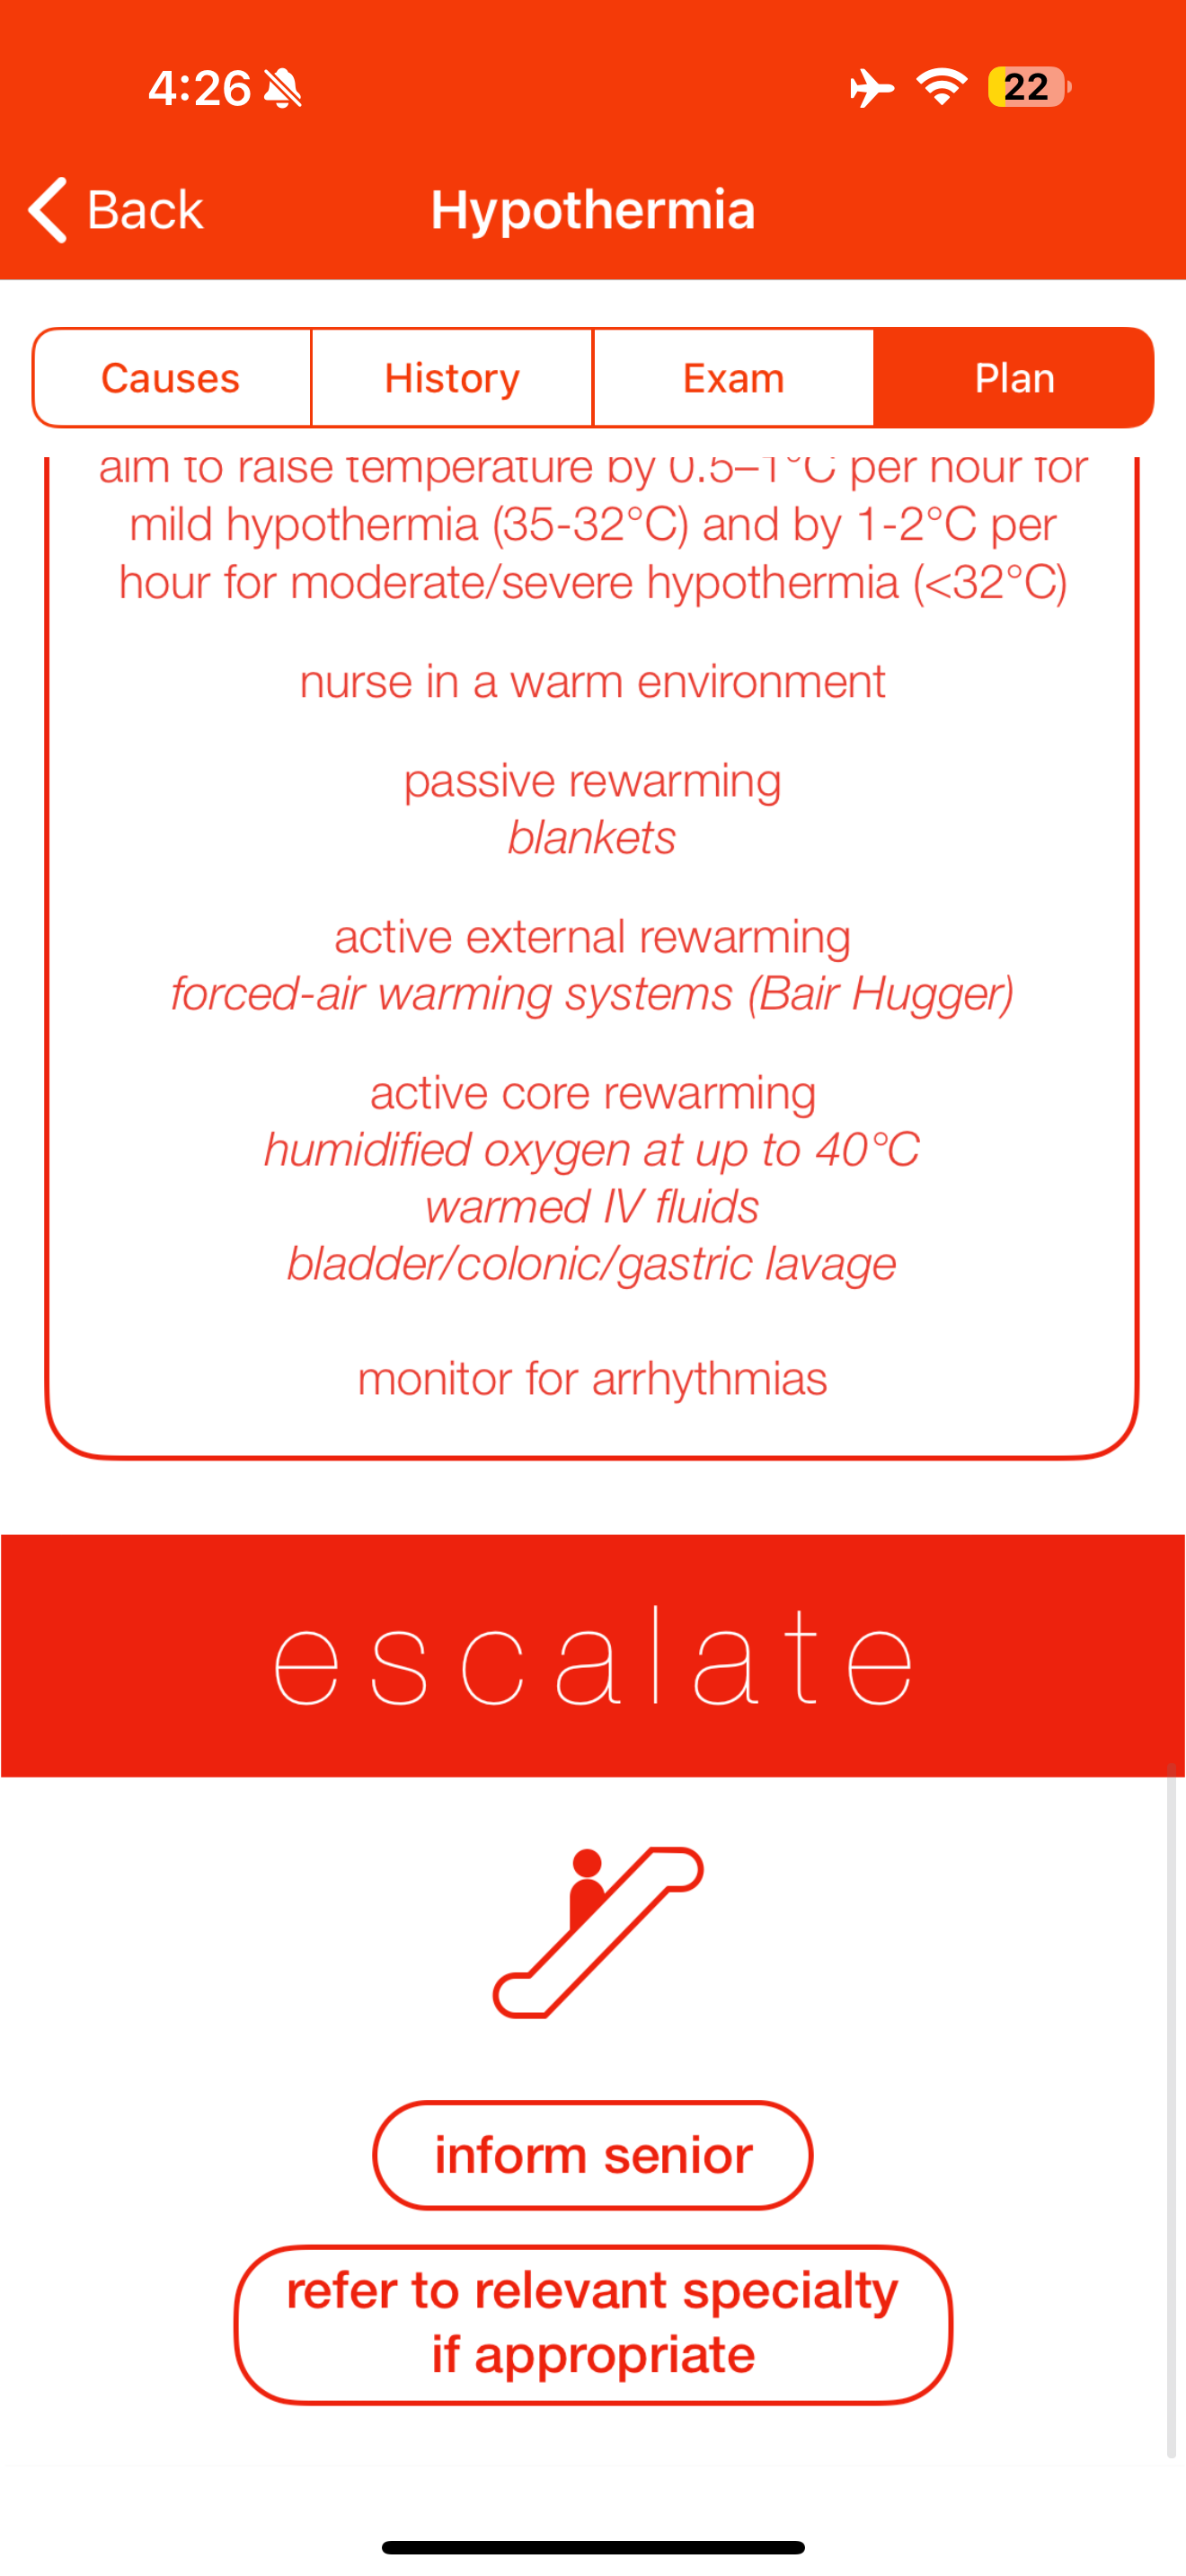 4:26
22
Back
Hypothermia
Causes
History
Exam
Plan
aim to raise temperature by 0.5–1°C per hour for
mild hypothermia (35-32°C) and by 1-2°C per
hour for moderate/severe hypothermia (<32°C)
nurse in a warm environment
passive rewarming
blankets
active external rewarming
forced-air warming systems (Bair Hugger)
active core rewarming
humidified oxygen at up to 40°C
warmed IV fluids
bladder/colonic/gastric lavage
monitor for arrhythmias
escalate
inform senior
refer to relevant specialty
if appropriate